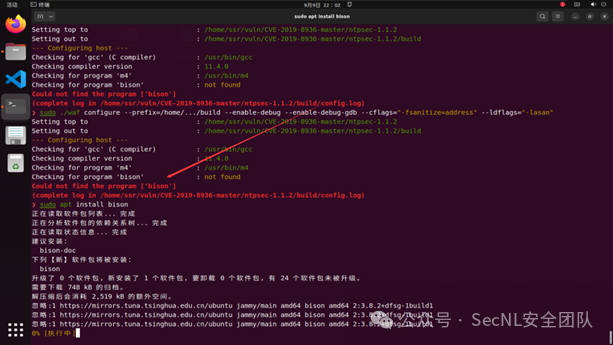 活动
终端
9月9日 22:02
sudo apt install bison
Setting top to : /home/ssr/vuln/CVE-2019-8936-master/ntpsec-1.1.2
Setting out to : /home/ssr/vuln/CVE-2019-8936-master/ntpsec-1.1.2/build
--- Configuring host ---
Checking for 'gcc' (C compiler) : /usr/bin/gcc
Checking compiler version : 11.4.0
Checking for program 'm4' : /usr/bin/m4
Checking for program 'bison' : not found
Could not find the program ['bison']
(complete log in /home/ssr/vuln/CVE-2019-8936-master/ntpsec-1.1.2/build/config.log)
❯ sudo ./waf configure --prefix=/home/.../build --enable-debug --enable-debug-gdb --cflags="-fsanitize=address" --ldflags="-lasan"
Setting top to : /home/ssr/vuln/CVE-2019-8936-master/ntpsec-1.1.2
Setting out to : /home/ssr/vuln/CVE-2019-8936-master/ntpsec-1.1.2/build
--- Configuring host ---
Checking for 'gcc' (C compiler) : /usr/bin/gcc
Checking compiler version : 11.4.0
Checking for program 'm4' : /usr/bin/m4
Checking for program 'bison' : not found
Could not find the program ['bison']
(complete log in /home/ssr/vuln/CVE-2019-8936-master/ntpsec-1.1.2/build/config.log)
❯ sudo apt install bison
正在读取软件包列表... 完成
正在分析软件包的依赖关系树... 完成
正在读取状态信息... 完成
建议安装：
bison-doc
下列【新】软件包将被安装：
bison
升级了 0 个软件包，新安装了 1 个软件包，要卸载 0 个软件包，有 24 个软件包未被升级。
需要下载 748 kB 的归档。
解压缩后会消耗 2,519 kB 的额外空间。
忽略:1 https://mirrors.tuna.tsinghua.edu.cn/ubuntu jammy/main amd64 bison amd64 2:3.8.2+dfsg-1build1
忽略:1 https://mirrors.tuna.tsinghua.edu.cn/ubuntu jammy/main amd64 bison amd64 2:3.8.2+dfsg-1build1
忽略:1 https://mirrors.tuna.tsinghua.edu.cn/ubuntu jammy/main amd64 bison amd64 2:3.8.2+dfsg-1build1
0% [执行中]
公众号 · SecNL安全团队